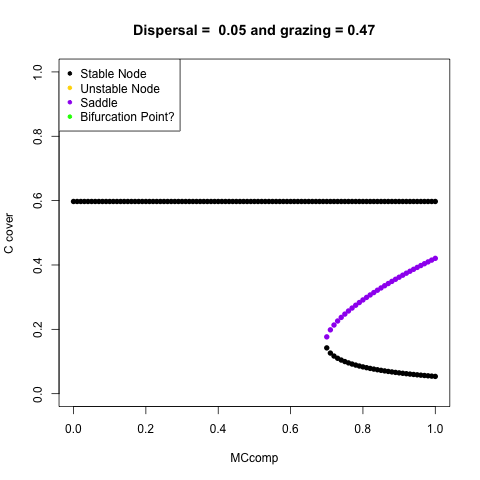 Dispersal =  0.05 and grazing = 0.47
Stable Node
Unstable Node
Saddle
Bifurcation Point?
C cover
1.0
0.8
0.6
0.4
0.2
0.0
0.0 0.2 0.4 0.6 0.8 1.0
MCcomp